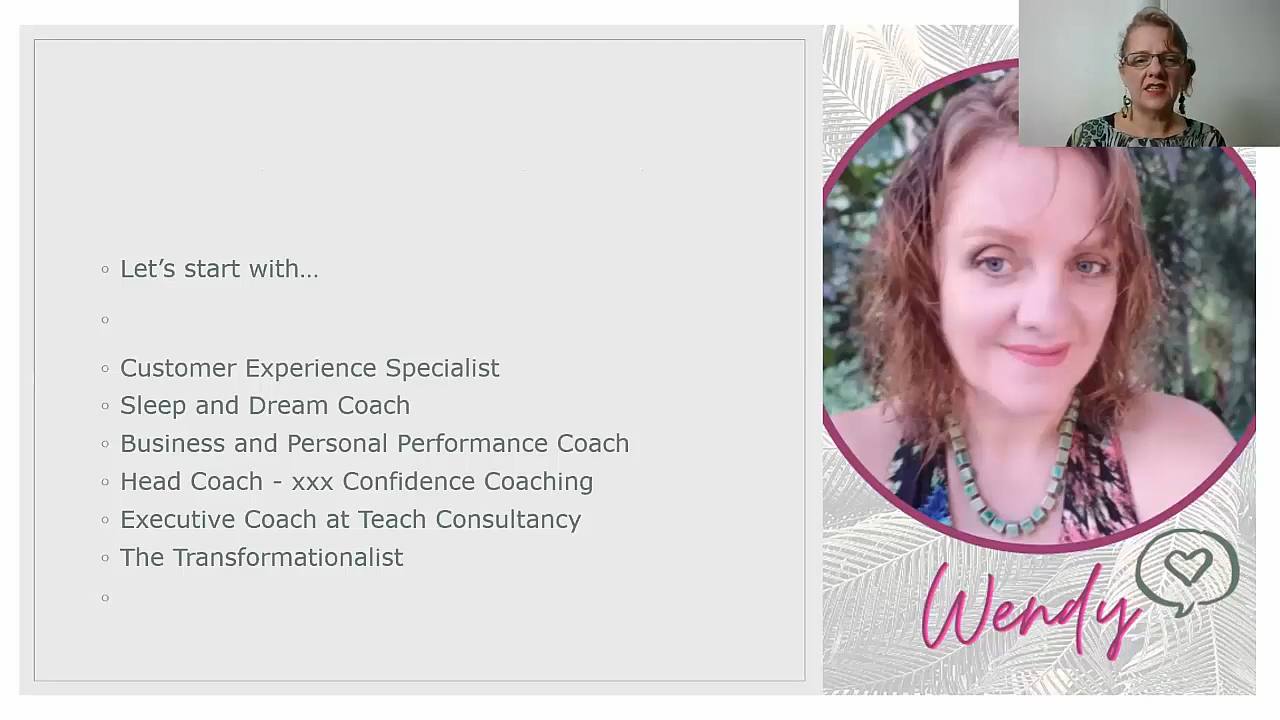 Let’s start with…
Customer Experience Specialist
Sleep and Dream Coach
Business and Personal Performance Coach
Head Coach - xxx Confidence Coaching
Executive Coach at Teach Consultancy
The Transformationalist
Wendy